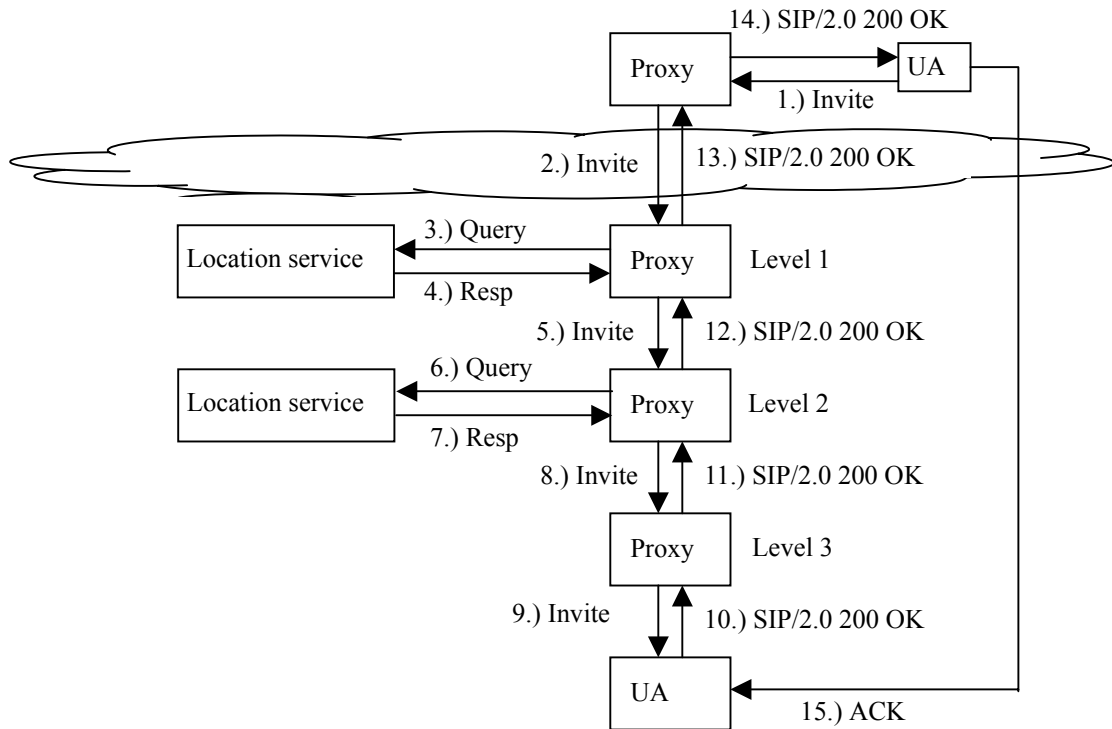 14.) SIP/2.0 200 OK
Proxy
UA
1.) Invite
2.) Invite
13.) SIP/2.0 200 OK
3.) Query
Location service
Proxy
Level 1
4.) Resp
5.) Invite
12.) SIP/2.0 200 OK
6.) Query
Location service
Proxy
Level 2
7.) Resp
8.) Invite
11.) SIP/2.0 200 OK
Proxy
Level 3
9.) Invite
10.) SIP/2.0 200 OK
UA
15.) ACK